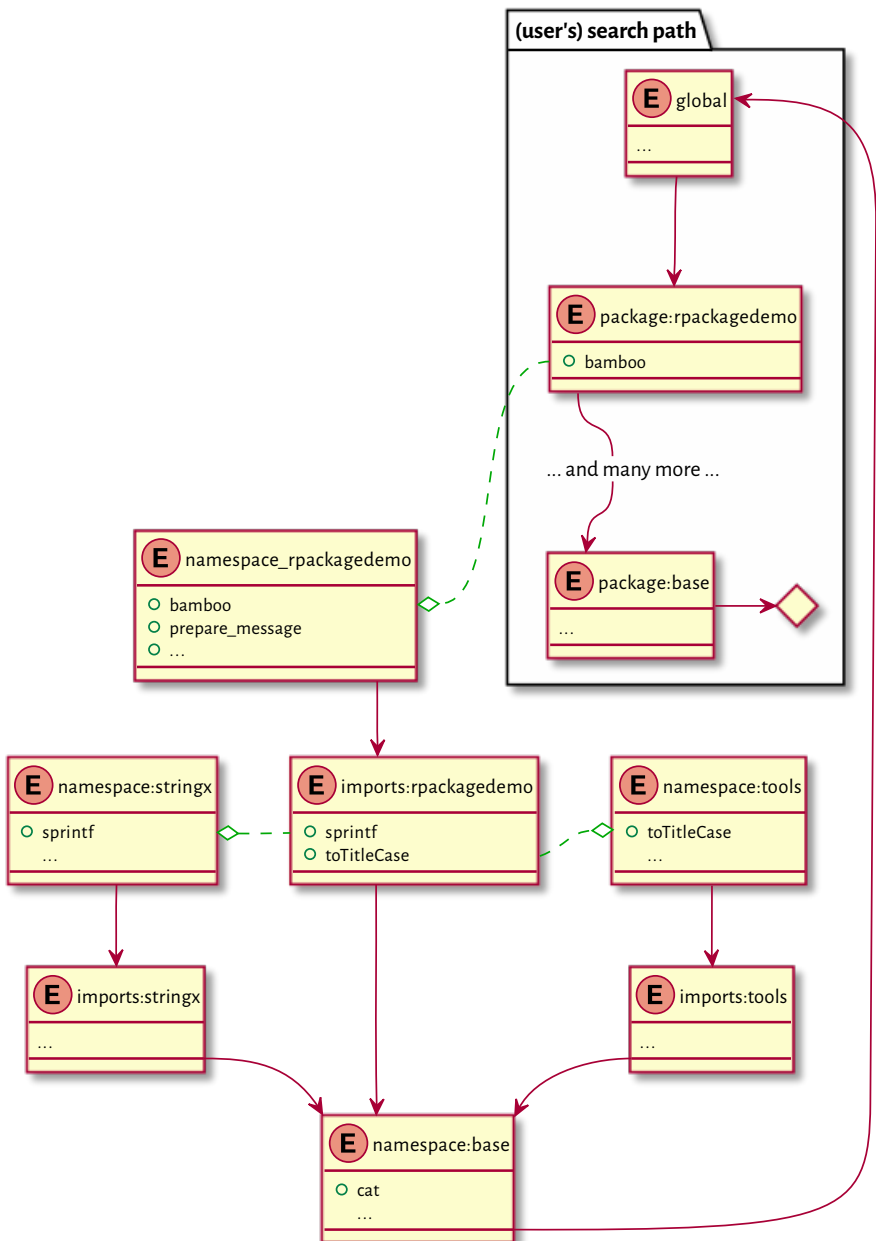 (user's) search path
E global
...
E package:rpackagedemo
bamboo
... and many more ...
E namespace_rpackagedemo
bamboo
prepare_message
...
E package:base
...
E namespace:stringx
sprintf
...
E imports:rpackagedemo
sprintf
toTitleCase
E namespace:tools
toTitleCase
...
E imports:stringx
...
E imports:tools
...
E namespace:base
cat
...